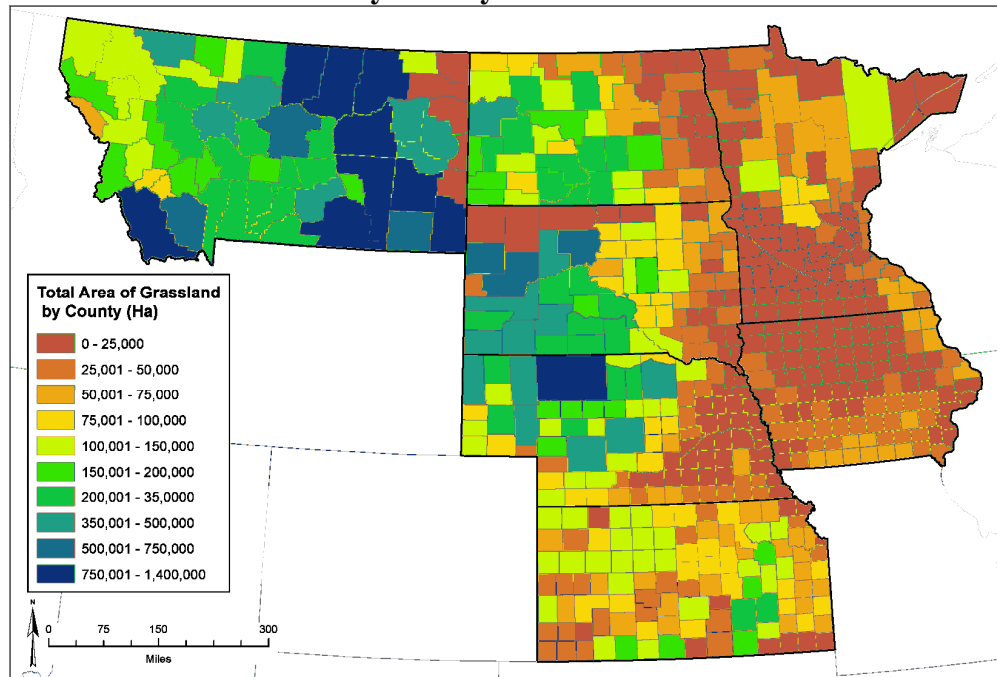 Total Area of Grassland
by County (Ha)
0 - 25,000
25,001 - 50,000
50,001 - 75,000
75,001 - 100,000
100,001 - 150,000
150,001 - 200,000
200,001 - 35,0000
350,001 - 500,000
500,001 - 750,000
750,001 - 1,400,000
N
0 75 150 300
Miles